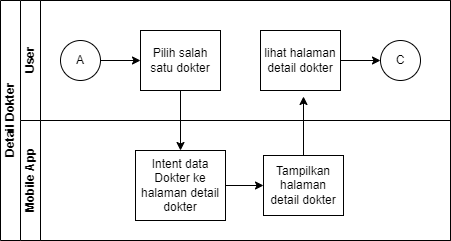 Detail Dokter
User
A
Pilih salah
satu dokter
lihat halaman
detail dokter
C
Mobile App
Intent data
Dokter ke
halaman detail
dokter
Tampilkan
halaman
detail dokter